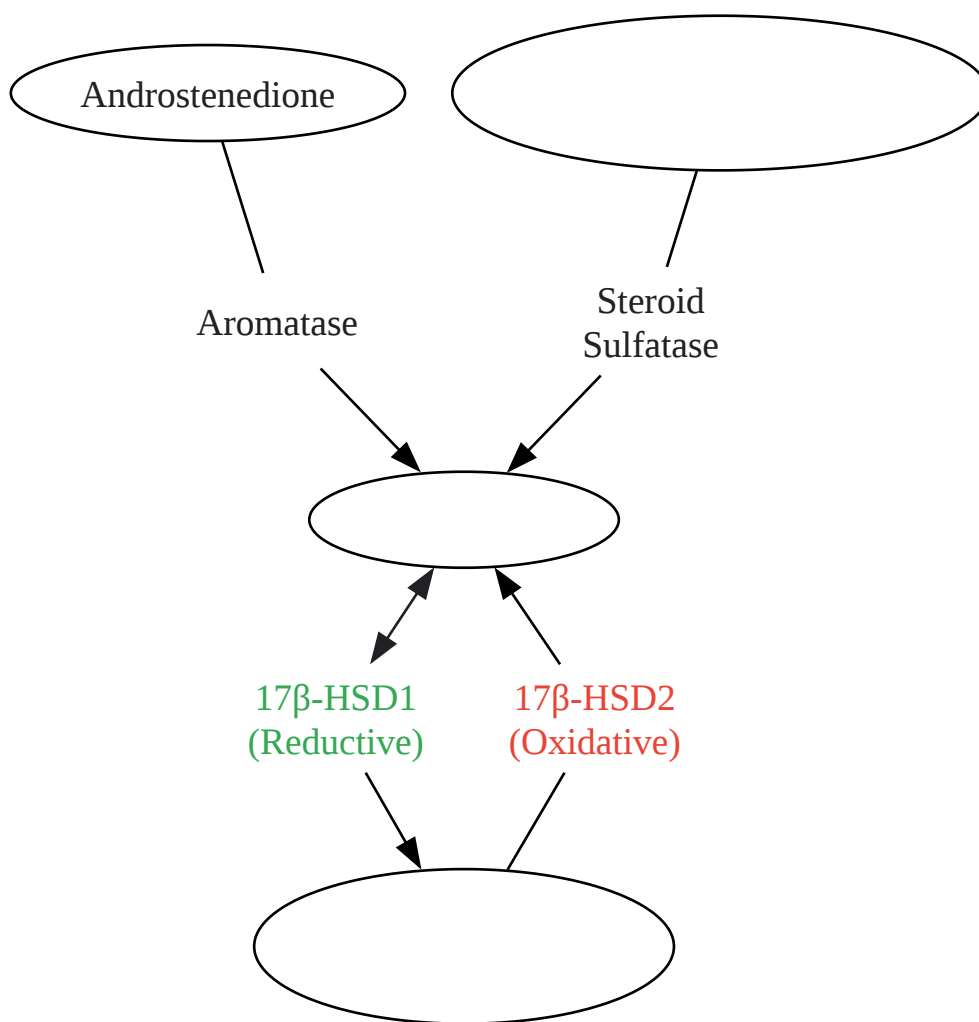 Androstenedione
Aromatase
Steroid
Sulfatase
17β-HSD1
(Reductive)
17β-HSD2
(Oxidative)